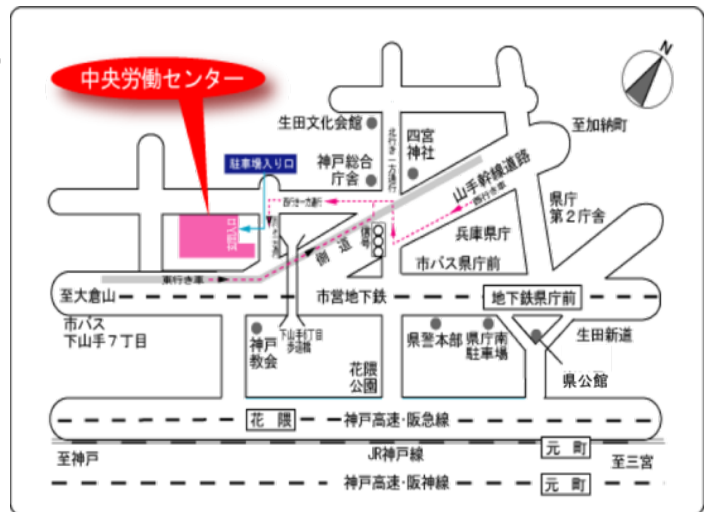 中央労働センター
N
生田文化会館
四宮
神社
至加納町
北行き一方通行
駐車場入り口
神戸総合
庁舎
山手幹線道路
西行き車
県庁
第2庁舎
西行き一方通行
玄関入口
信号
側道
兵庫県庁
市バス県庁前
東行き車
至大倉山
市営地下鉄
地下鉄県庁前
市バス
下山手7丁目
神戸
教会
下山手6丁目
歩道橋
花隈
公園
県警本部
県庁南
駐車場
生田新道
県公館
花 隈
神戸高速・阪急線
至神戸
JR神戸線
元 町
至三宮
神戸高速・阪神線
元 町